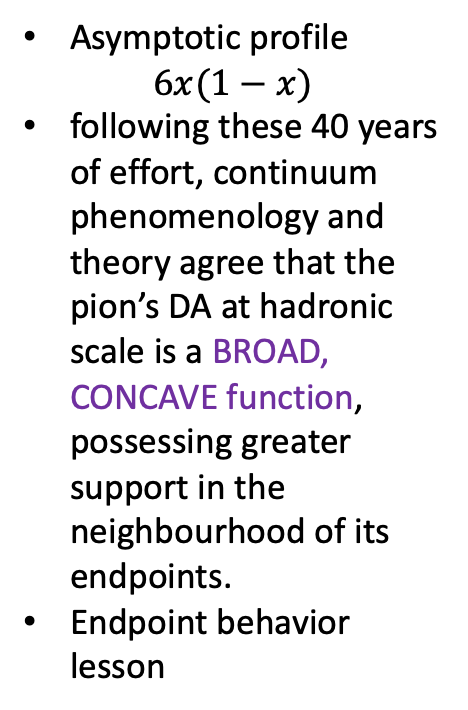 • Asymptotic profile
6x(1 − x)
• following these 40 years
of effort, continuum
phenomenology and
theory agree that the
pion’s DA at hadronic
scale is a BROAD,
CONCAVE function,
possessing greater
support in the
neighbourhood of its
endpoints.
• Endpoint behavior
lesson